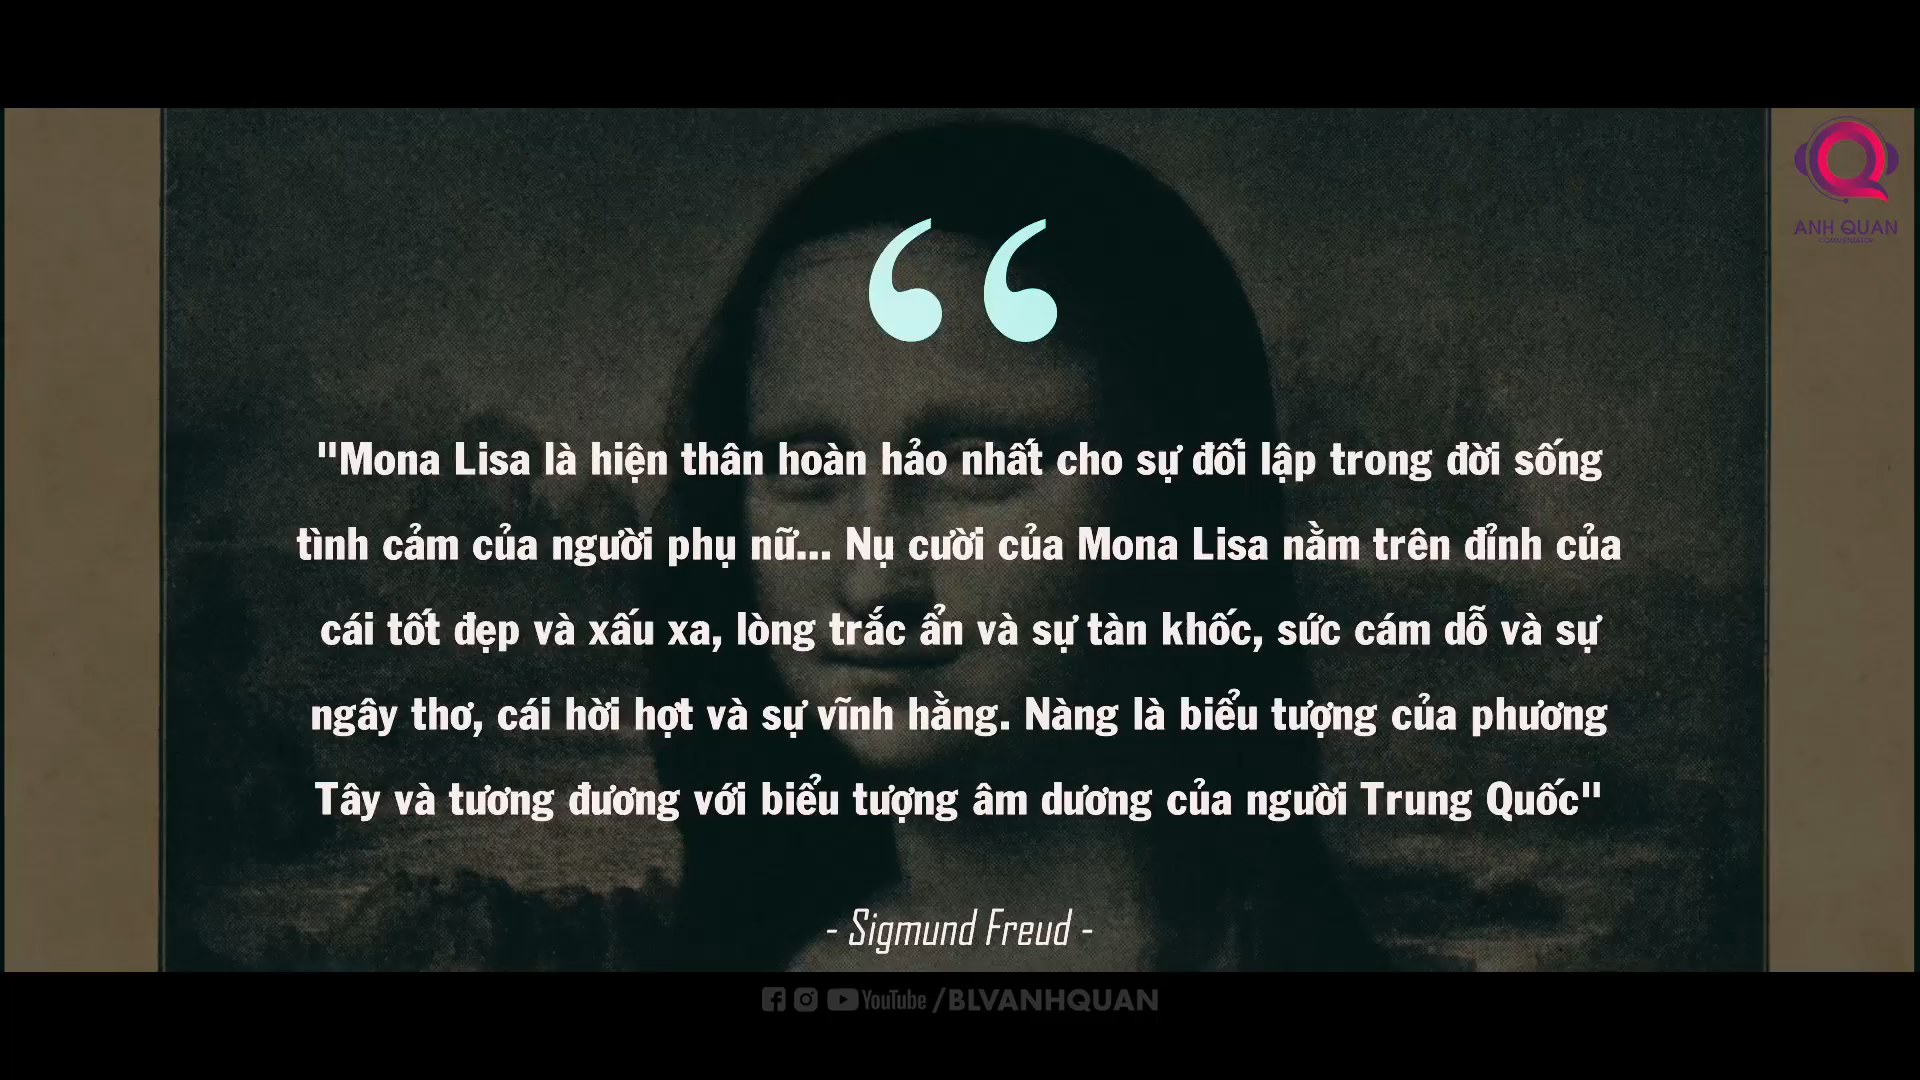 ANH QUAN
COMMENTATOR
"Mona Lisa là hiện thân hoàn hảo nhất cho sự đối lập trong đời sống
tình cảm của người phụ nữ... Nụ cười của Mona Lisa nằm trên đỉnh của
cái tốt đẹp và xấu xa, lòng trắc ẩn và sự tàn khốc, sức cám dỗ và sự
ngây thơ, cái hời hợt và sự vĩnh hằng. Nàng là biểu tượng của phương
Tây và tương đương với biểu tượng âm dương của người Trung Quốc"
- Sigmund Freud -
YouTube /BLVANHQUAN